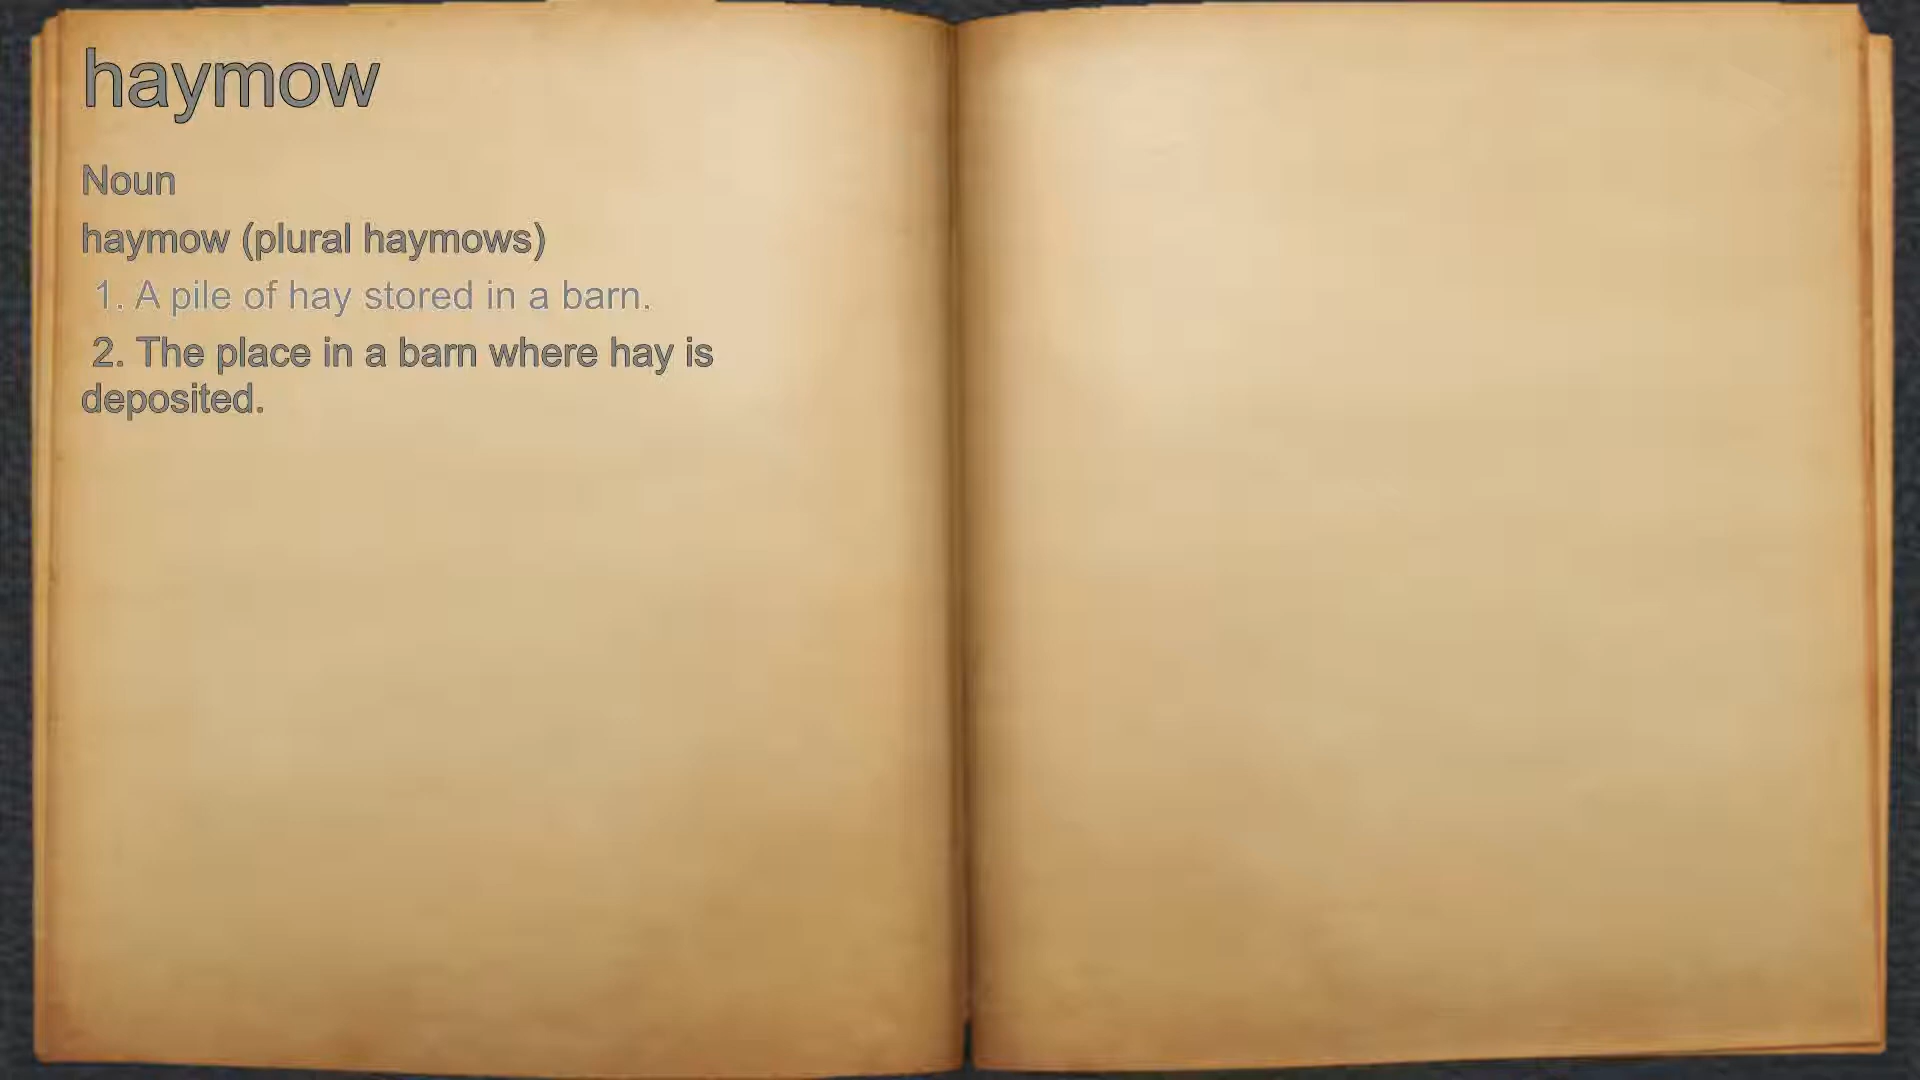 haymow
Noun
haymow (plural haymows)
1. A pile of hay stored in a barn.
2. The place in a barn where hay is
deposited.